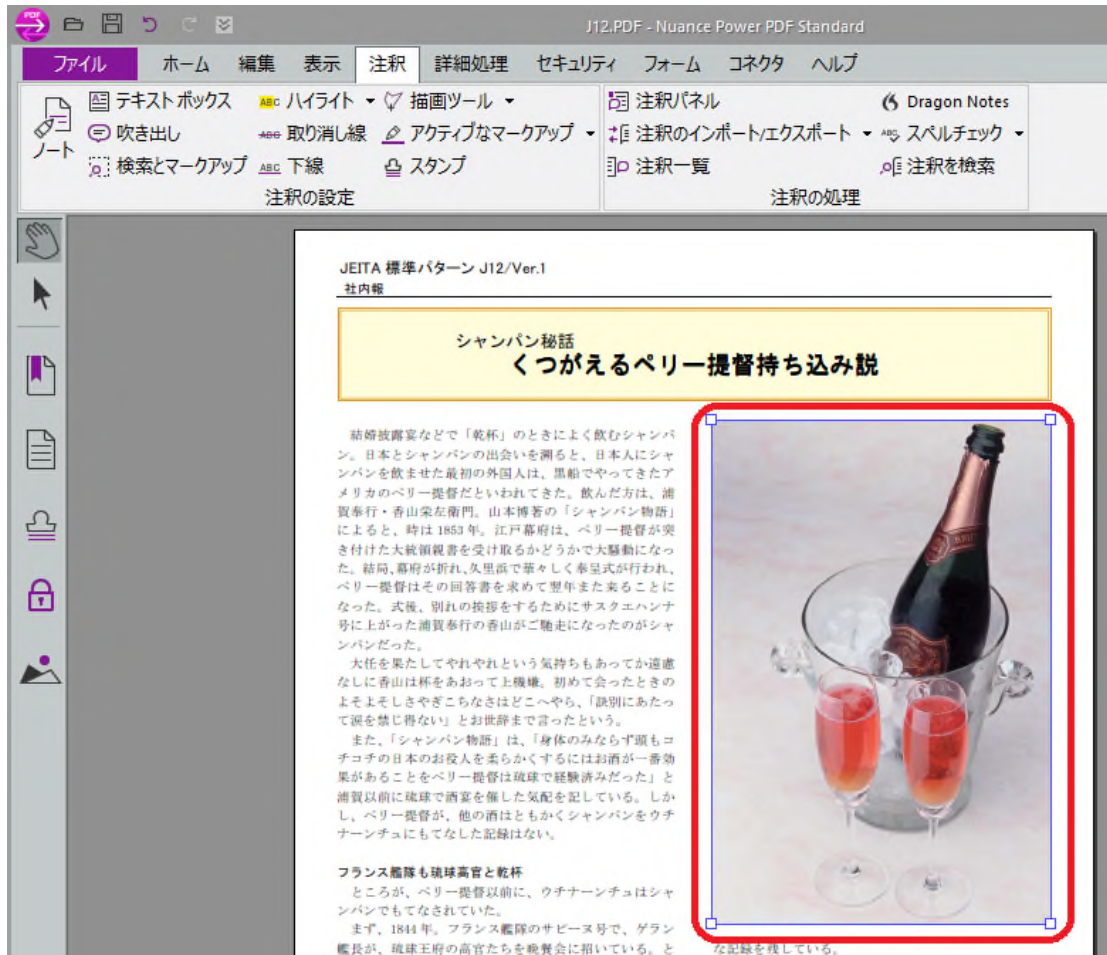 PDF
J12.PDF - Nuance Power PDF Standard
ファイル ホーム 編集 表示 注釈 詳細処理 セキュリティ フォーム コネクタ ヘルプ
ノート
テキスト ボックス
吹き出し
検索とマークアップ
ABC ハイライト
ABC 取り消し線
ABC 下線
描画ツール
アクティブなマークアップ
スタンプ
注釈の設定
注釈パネル
注釈のインポート/エクスポート
注釈一覧
Dragon Notes
ABC スペルチェック
注釈を検索
注釈の処理
JEITA 標準パターン J12/Ver.1
社内報
シャンパン秘話
くつがえるペリー提督持ち込み説
結婚披露宴などで「乾杯」のときによく飲むシャンパ
ン。日本とシャンパンの出会いを溯ると、日本人にシャ
ンパンを飲ませた最初の外国人は、黒船でやってきたア
メリカのペリー提督だといわれてきた。飲んだ方は、浦
賀奉行・香山栄左衛門。山本博著の「シャンパン物語」
によると、時は 1853 年。江戸幕府は、ペリー提督が突
き付けた大統領親書を受け取るかどうかで大騒動になっ
た。結局、幕府が折れ、久里浜で華々しく奉呈式が行われ、
ペリー提督はその回答書を求めて翌年また来ることに
なった。式後、別れの挨拶をするためにサスクエハンナ
号に上がった浦賀奉行の香山がご馳走になったのがシャ
ンパンだった。
大任を果たしてやれやれという気持ちもあってか遠慮
なしに香山は杯をあおって上機嫌。初めて会ったときの
よそよそしさやぎこちなさはどこへやら、「訣別にあたっ
て涙を禁じ得ない」とお世辞まで言ったという。
また、「シャンパン物語」は、「身体のみならず頭もコ
チコチの日本のお役人を柔らかくするにはお酒が一番効
果があることをペリー提督は琉球で経験済みだった」と
浦賀以前に琉球で酒宴を催した気配を記している。しか
し、ペリー提督が、他の酒はともかくシャンパンをウチ
ナーンチュにもてなした記録はない。
フランス艦隊も琉球高官と乾杯
ところが、ペリー提督以前に、ウチナーンチュはシャ
ンパンでもてなされていた。
まず、1844 年。フランス艦隊のサビーヌ号で、ゲラン
艦長が、琉球王府の高官たちを晩餐会に招いている。と
な記録を残している。